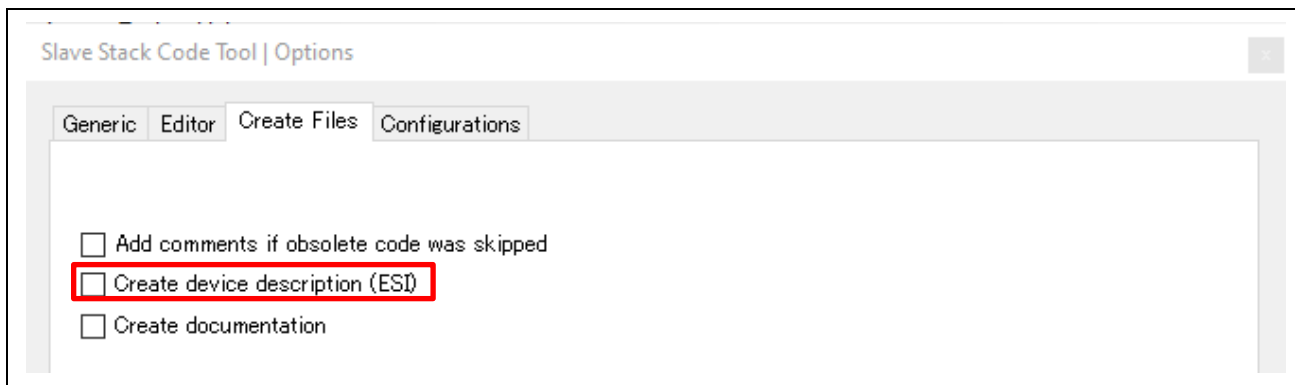 Slave Stack Code Tool | Options
x
Generic Editor Create Files Configurations
Add comments if obsolete code was skipped
Create device description (ESI)
Create documentation